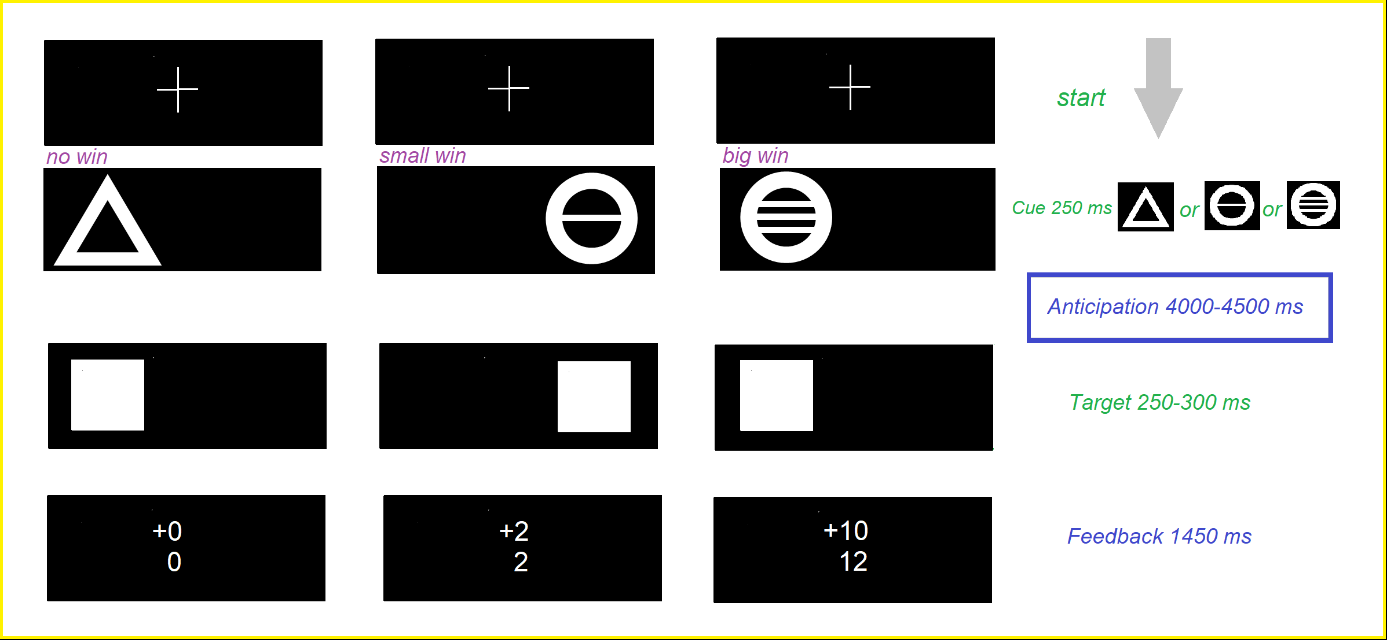 start
no win
small win
big win
Cue 250 ms
or
or
Anticipation 4000-4500 ms
Target 250-300 ms
+0
0
+2
2
+10
12
Feedback 1450 ms